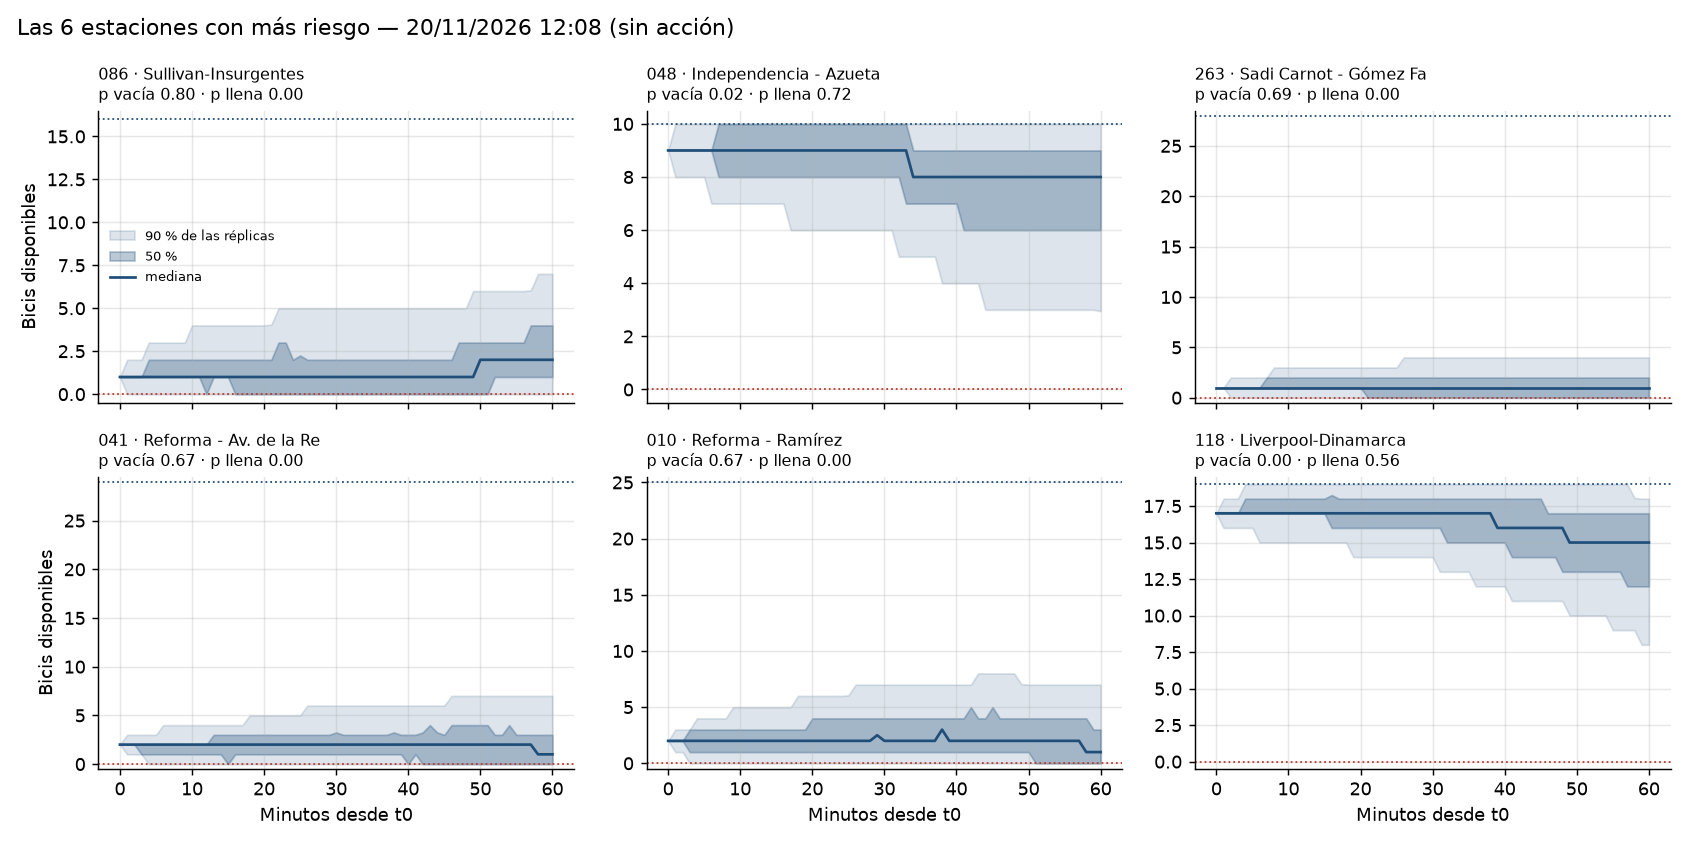 Las 6 estaciones con más riesgo — 20/11/2026 12:08 (sin acción)
086 · Sullivan-Insurgentes
p vacía 0.80 · p llena 0.00
15.0
12.5
10.0
7.5
5.0
2.5
0.0
Bicis disponibles
90 % de las réplicas
50 %
mediana
048 · Independencia - Azueta
p vacía 0.02 · p llena 0.72
10
8
6
4
2
0
263 · Sadi Carnot - Gómez Fa
p vacía 0.69 · p llena 0.00
25
20
15
10
5
0
041 · Reforma - Av. de la Re
p vacía 0.67 · p llena 0.00
25
20
15
10
5
0
Bicis disponibles
0 10 20 30 40 50 60
Minutos desde t0
010 · Reforma - Ramírez
p vacía 0.67 · p llena 0.00
25
20
15
10
5
0
0 10 20 30 40 50 60
Minutos desde t0
118 · Liverpool-Dinamarca
p vacía 0.00 · p llena 0.56
17.5
15.0
12.5
10.0
7.5
5.0
2.5
0.0
0 10 20 30 40 50 60
Minutos desde t0